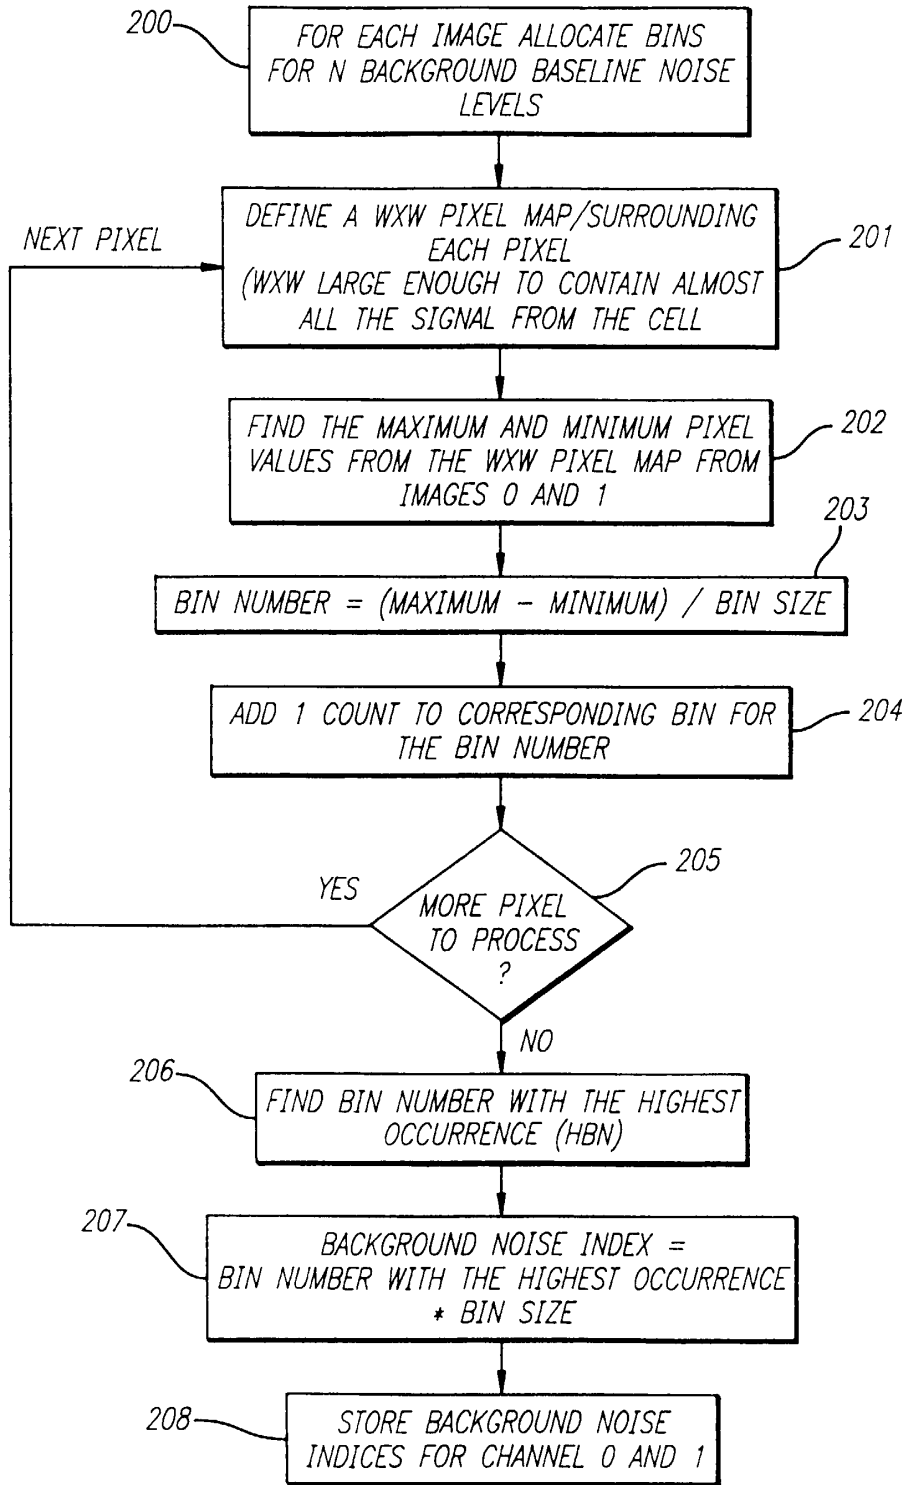 200
FOR EACH IMAGE ALLOCATE BINS
FOR N BACKGROUND BASELINE NOISE
LEVELS
NEXT PIXEL
DEFINE A WXW PIXEL MAP/SURROUNDING
EACH PIXEL
(WXW LARGE ENOUGH TO CONTAIN ALMOST
ALL THE SIGNAL FROM THE CELL
201
FIND THE MAXIMUM AND MINIMUM PIXEL
VALUES FROM THE WXW PIXEL MAP FROM
IMAGES 0 AND 1
202
203
BIN NUMBER = (MAXIMUM - MINIMUM) / BIN SIZE
ADD 1 COUNT TO CORRESPONDING BIN FOR
THE BIN NUMBER
204
205
YES
MORE PIXEL
TO PROCESS
?
NO
206
FIND BIN NUMBER WITH THE HIGHEST
OCCURRENCE (HBN)
207
BACKGROUND NOISE INDEX =
BIN NUMBER WITH THE HIGHEST OCCURRENCE
* BIN SIZE
208
STORE BACKGROUND NOISE
INDICES FOR CHANNEL 0 AND 1